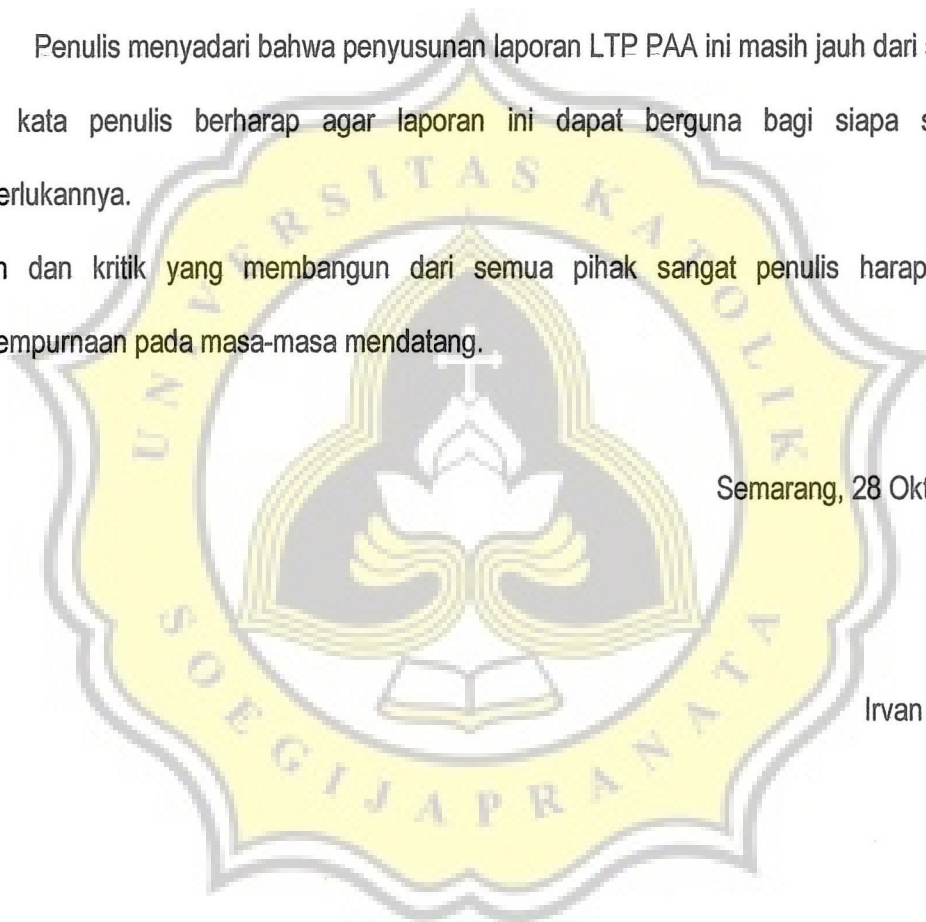 Penulis menyadari bahwa penyusunan laporan LTP PAA ini masih jauh dari
kata penulis berharap agar laporan ini dapat berguna bagi siapa
erlukannya.
dan kritik yang membangun dari semua pihak sangat penulis harap
empurnaan pada masa-masa mendatang.
Semarang, 28 Okt
Irvan
UNIVERSITAS KATOLIK
SOEGIJAPRANATA